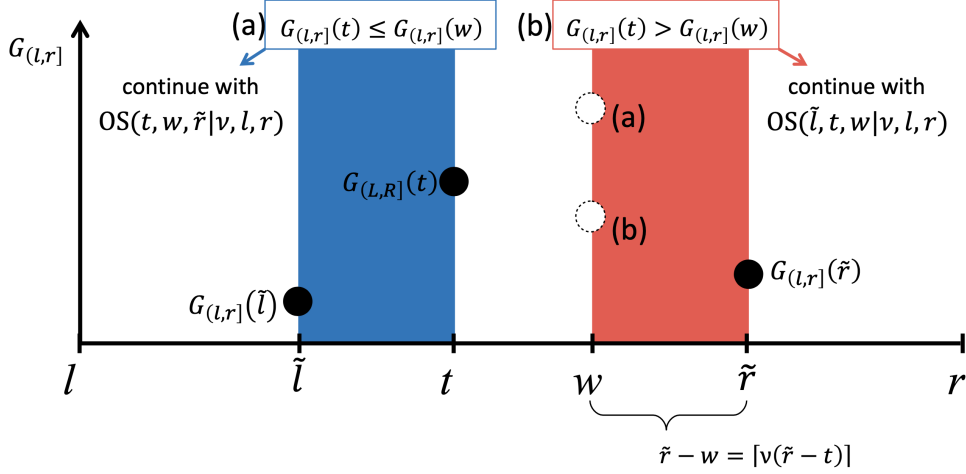 (a) G₍l,r](t) ≤ G₍l,r](w)
(b) G₍l,r](t) > G₍l,r](w)
G₍l,r]
continue with
OS(t, w, r̃|ν, l, r)
continue with
OS(l̃, t, w|ν, l, r)
(a)
G₍L,R](t)
(b)
G₍l,r](r̃)
G₍l,r](l̃)
l l̃ t w r̃ r
r̃ − w = ⌈ν(r̃ − t)⌉